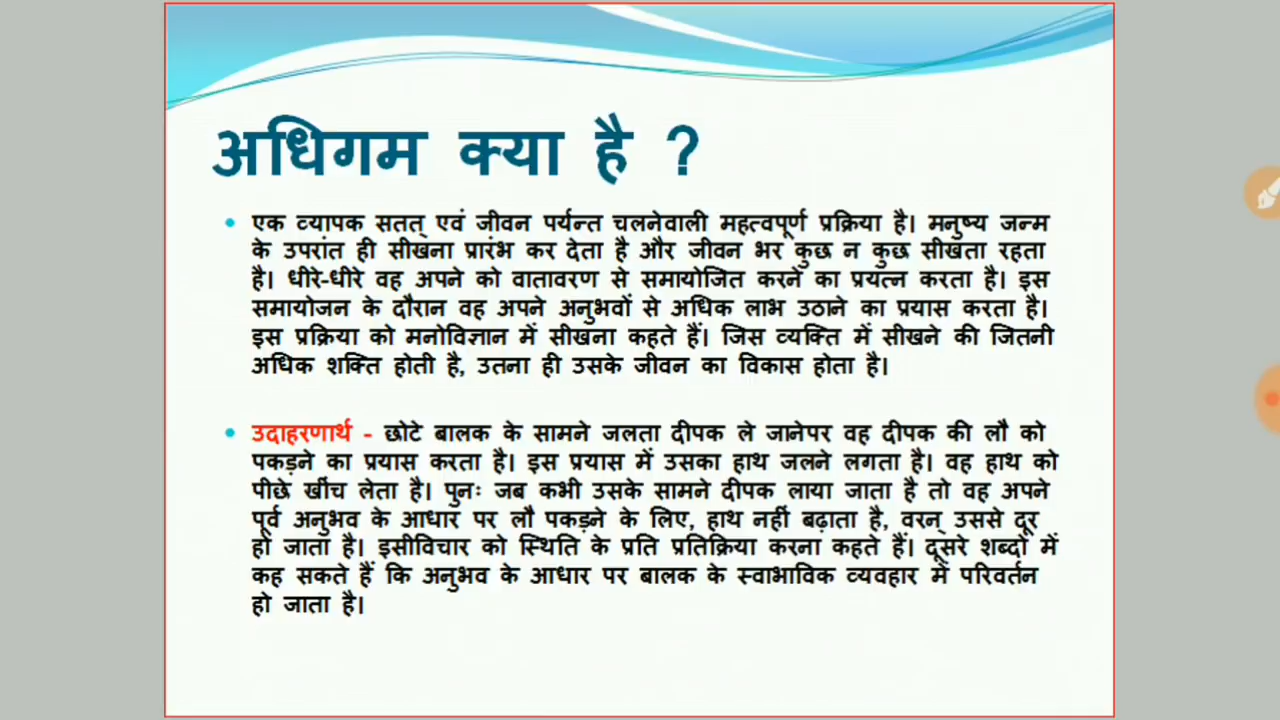 अधिगम क्या है ?
एक व्यापक सतत् एवं जीवन पर्यन्त चलनेवाली महत्वपूर्ण प्रक्रिया है। मनुष्य जन्म
के उपरांत ही सीखना प्रारंभ कर देता है और जीवन भर कुछ न कुछ सीखता रहता
है। धीरे-धीरे वह अपने को वातावरण से समायोजित करने का प्रयत्न करता है। इस
समायोजन के दौरान वह अपने अनुभवों से अधिक लाभ उठाने का प्रयास करता है।
इस प्रक्रिया को मनोविज्ञान में सीखना कहते हैं। जिस व्यक्ति में सीखने की जितनी
अधिक शक्ति होती है, उतना ही उसके जीवन का विकास होता है।
उदाहरणार्थ - छोटे बालक के सामने जलता दीपक ले जानेपर वह दीपक की लौ को
पकड़ने का प्रयास करता है। इस प्रयास में उसका हाथ जलने लगता है। वह हाथ को
पीछे खींच लेता है। पुनः जब कभी उसके सामने दीपक लाया जाता है तो वह अपने
पूर्व अनुभव के आधार पर लौ पकड़ने के लिए, हाथ नहीं बढ़ाता है, वरन् उससे दूर
हो जाता है। इसीविचार को स्थिति के प्रति प्रतिक्रिया करना कहते हैं। दूसरे शब्दों में
कह सकते हैं कि अनुभव के आधार पर बालक के स्वाभाविक व्यवहार में परिवर्तन
हो जाता है।